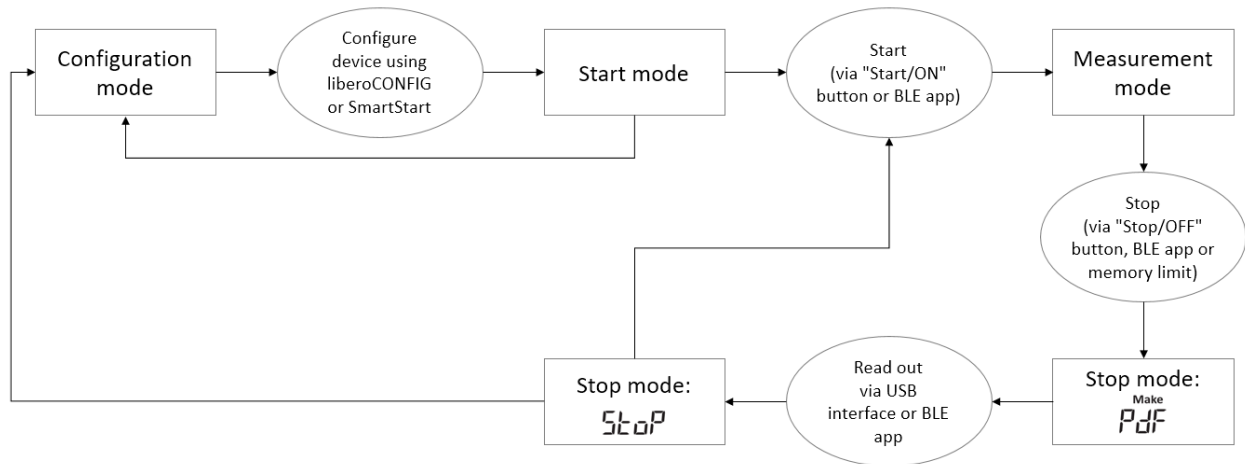 Configuration
mode
Configure
device using
liberoCONFIG
or SmartStart
Start mode
Start
(via "Start/ON"
button or BLE app)
Measurement
mode
Stop
(via "Stop/OFF"
button, BLE app or
memory limit)
Stop mode:
StoP
Read out
via USB
interface or BLE
app
Stop mode:
Make
PdF